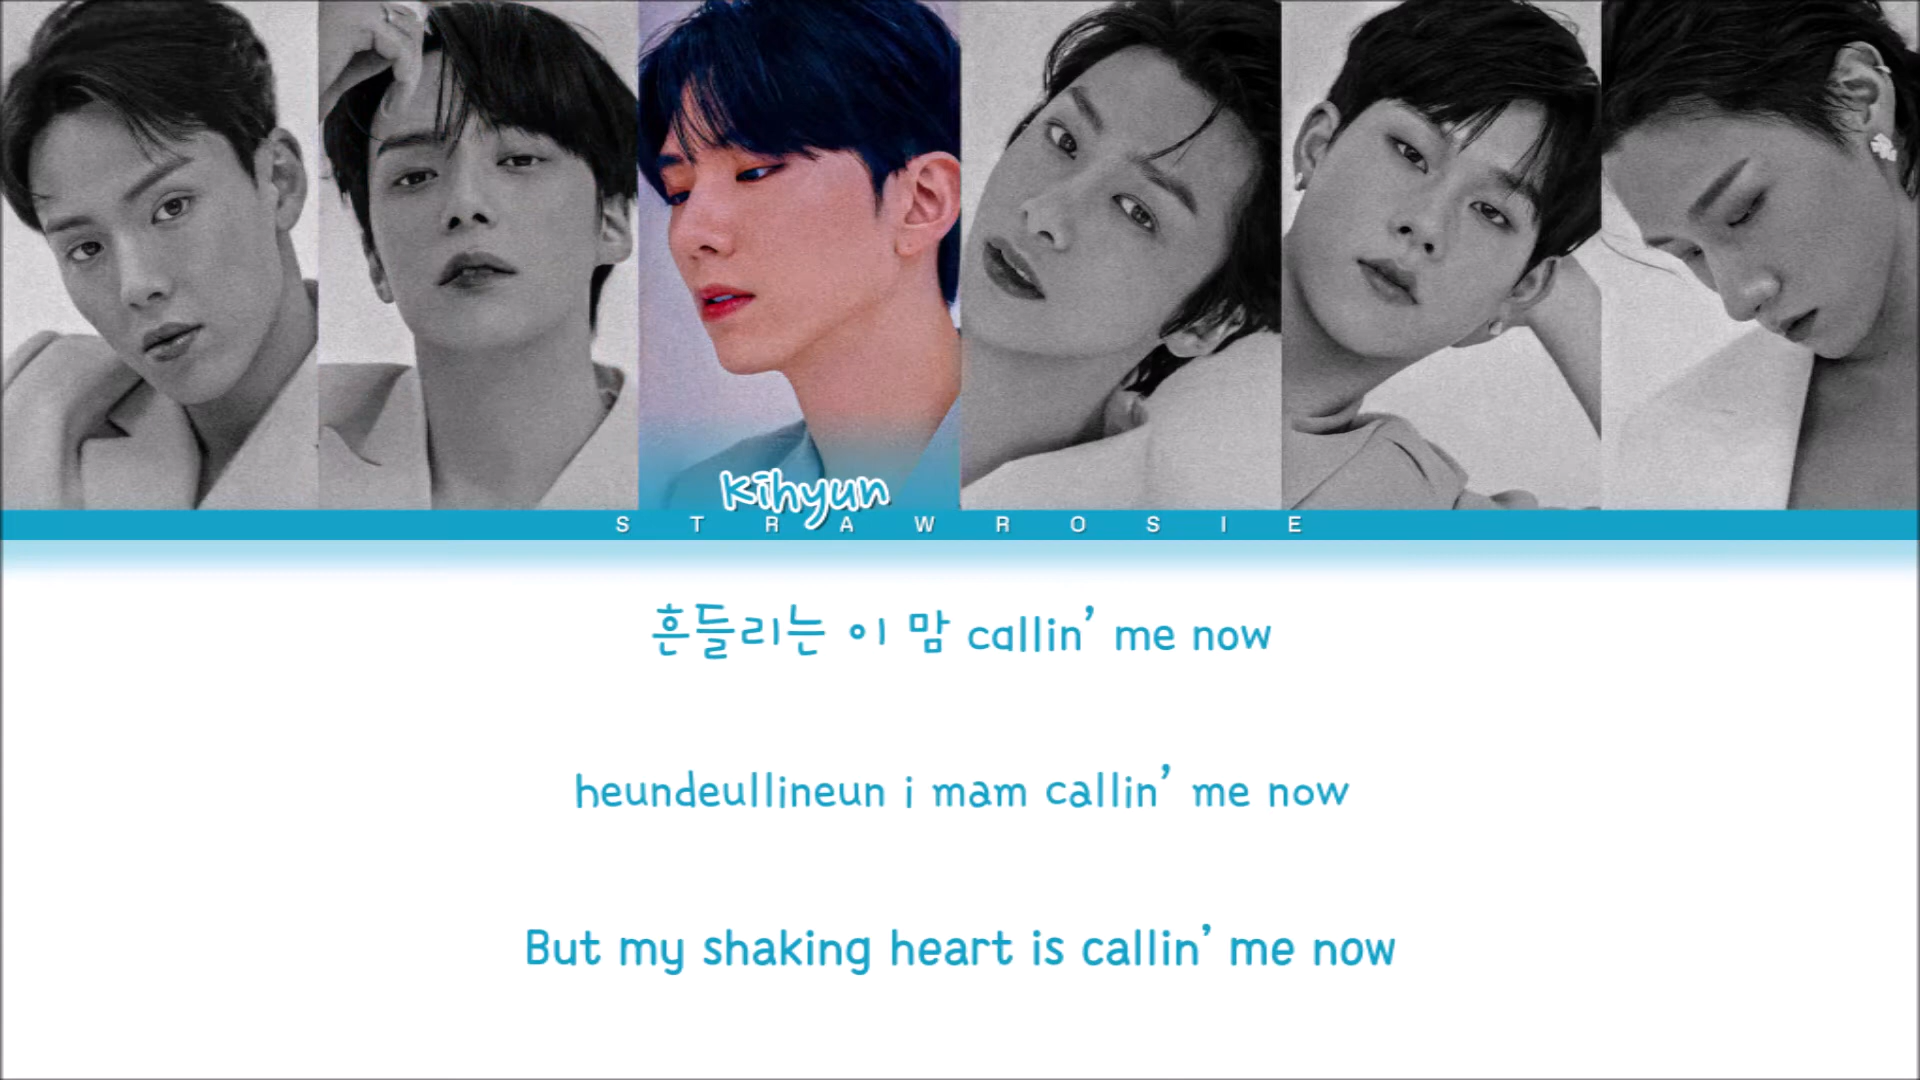 kihyun
STRAWROSIE
흔들리는 이 맘 callin’ me now
heundeullineun i mam callin’ me now
But my shaking heart is callin’ me now